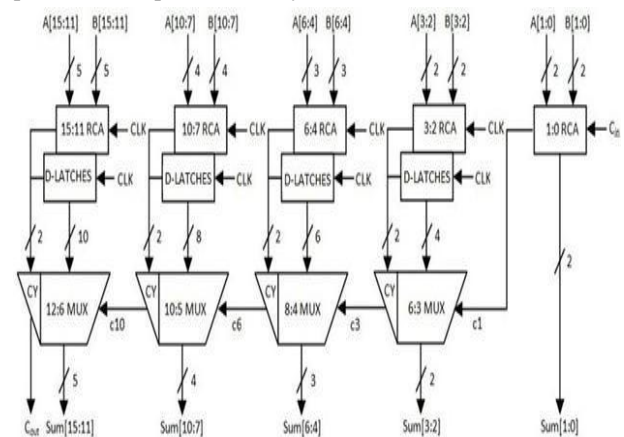 A[15:11] B[15:11] A[10:7] B[10:7] A[6:4] B[6:4] A[3:2] B[3:2] A[1:0] B[1:0]
5 5 4 4 3 3 2 2 2 2
15:11 RCA CLK 10:7 RCA CLK 6:4 RCA CLK 3:2 RCA CLK 1:0 RCA Cin
D-LATCHES CLK D-LATCHES CLK D-LATCHES CLK D-LATCHES CLK
2 10 2 8 2 6 2 4 2
CY 12:6 MUX c10 CY 10:5 MUX c6 CY 8:4 MUX c3 CY 6:3 MUX c1
5 4 3 2
Cout Sum[15:11] Sum[10:7] Sum[6:4] Sum[3:2] Sum[1:0]